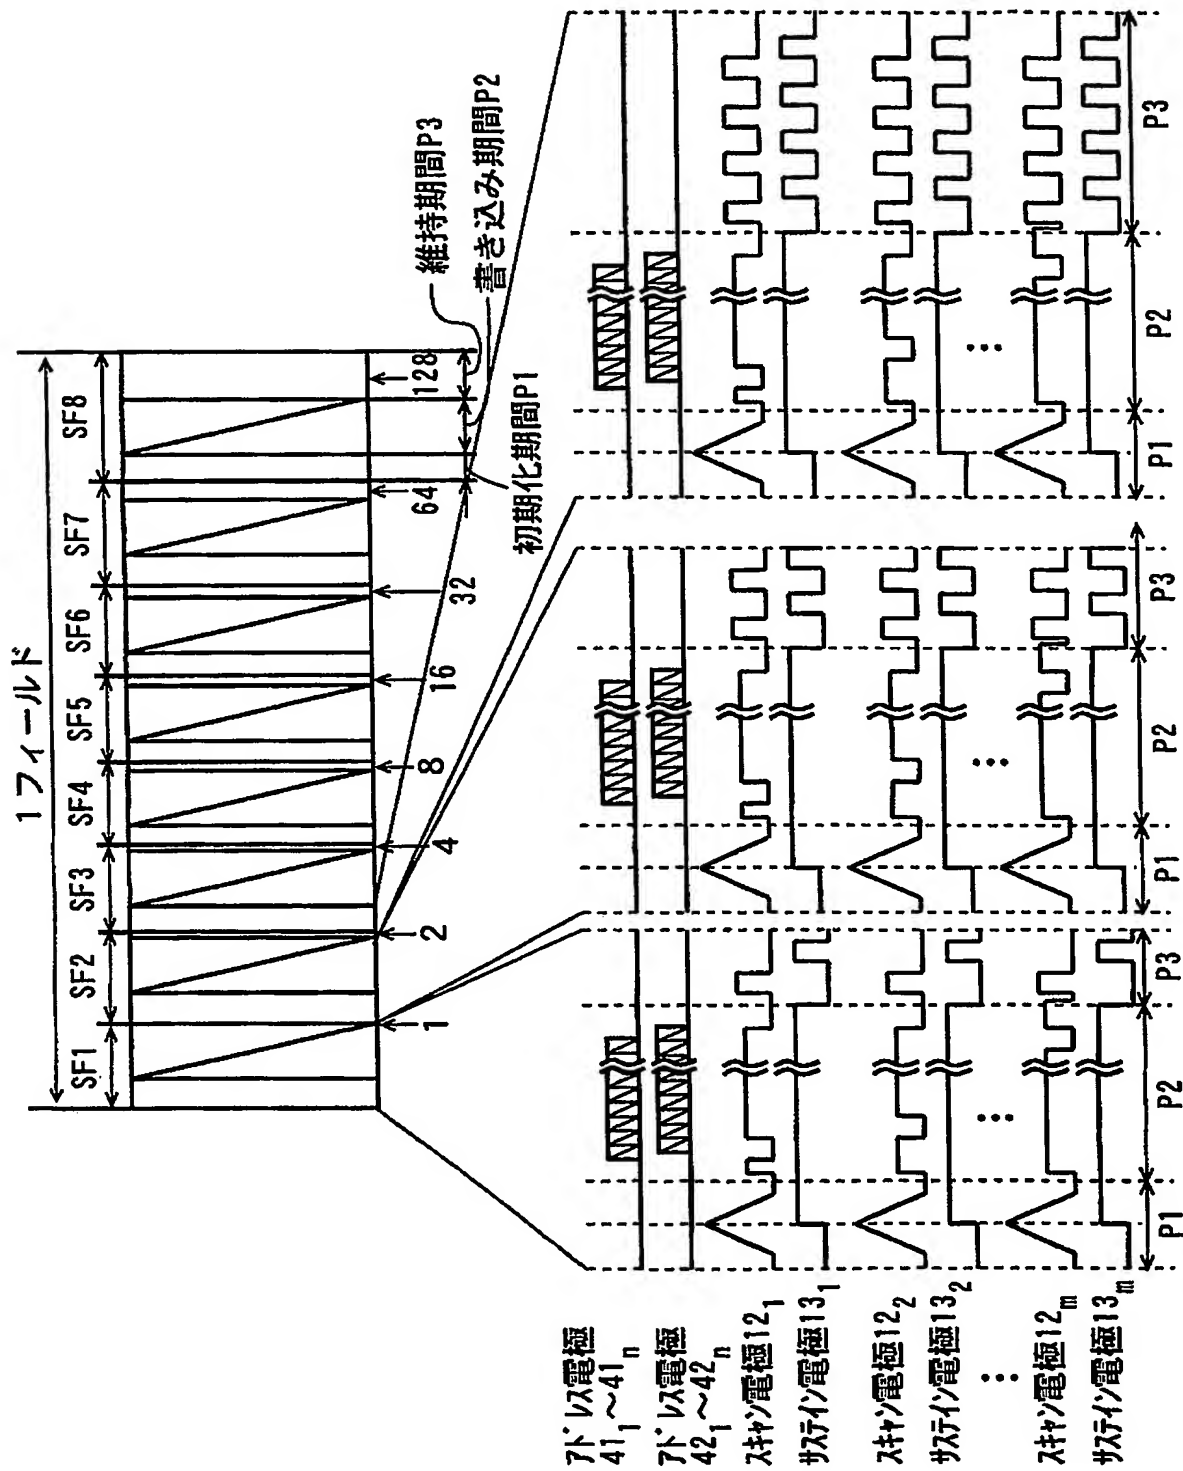 1フィールド
SF1 SF2 SF3 SF4 SF5 SF6 SF7 SF8
1 2 4 8 16 32 64 128
維持期間P3
書き込み期間P2
初期化期間P1
アドレス電極
41₁～41ₙ
アドレス電極
42₁～42ₙ
スキャン電極12₁
サステイン電極13₁
スキャン電極12₂
サステイン電極13₂
⋮
スキャン電極12ₘ
サステイン電極13ₘ
… … …
P1 P2 P3 P1 P2 P3 P1 P2 P3